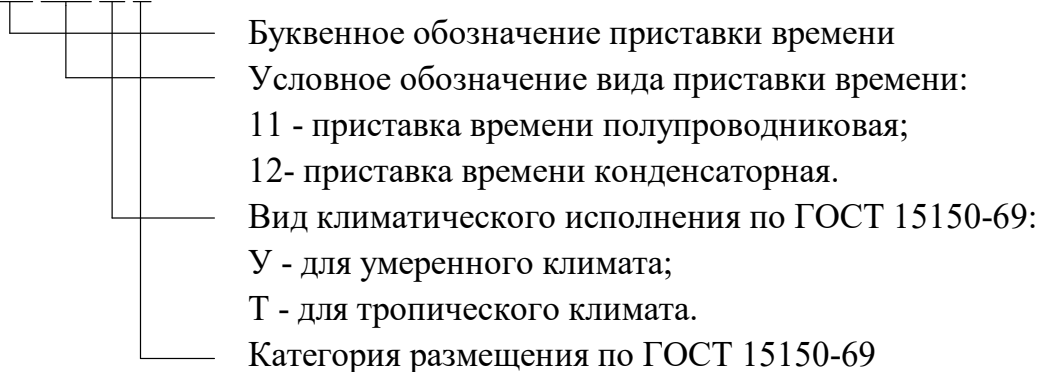 Буквенное обозначение приставки времени
Условное обозначение вида приставки времени:
11 - приставка времени полупроводниковая;
12- приставка времени конденсаторная.
Вид климатического исполнения по ГОСТ 15150-69:
У - для умеренного климата;
Т - для тропического климата.
Категория размещения по ГОСТ 15150-69